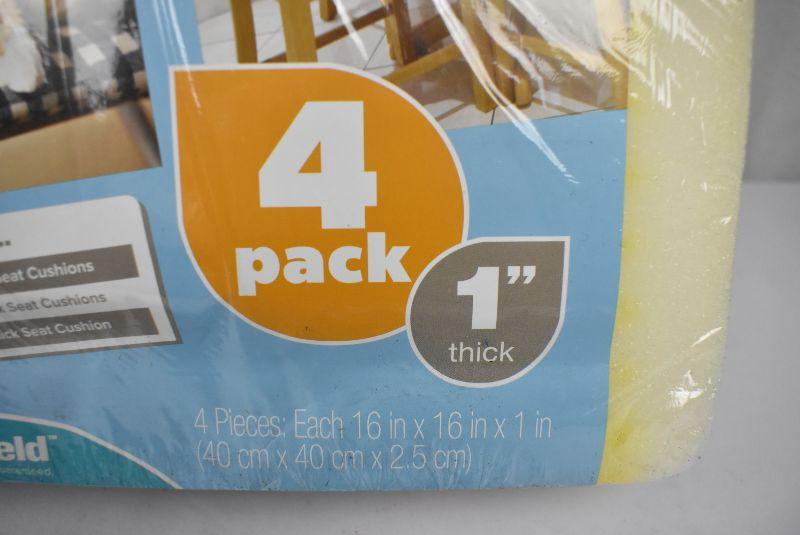 4
pack
1”
thick
Seat Cushions
Seat Cushions
Seat Cushion
4 Pieces: Each 16 in x 16 in x 1 in
(40 cm x 40 cm x 2.5 cm)